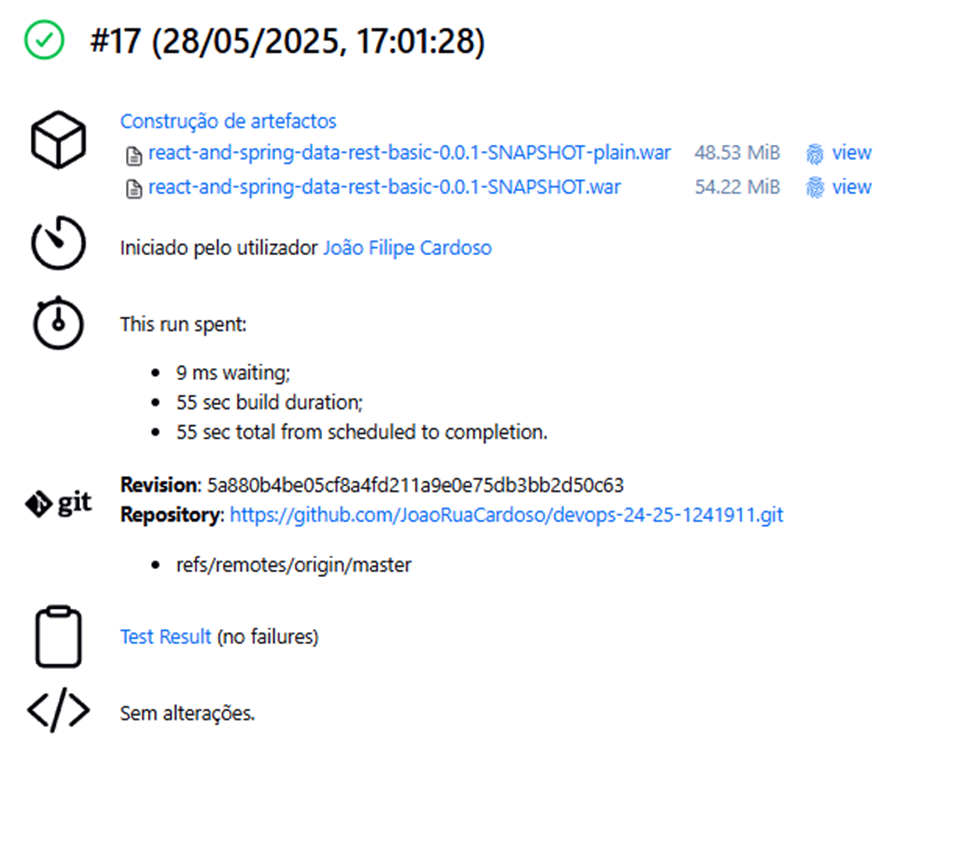 #17 (28/05/2025, 17:01:28)
Construção de artefactos
react-and-spring-data-rest-basic-0.0.1-SNAPSHOT-plain.war 48.53 MiB view
react-and-spring-data-rest-basic-0.0.1-SNAPSHOT.war 54.22 MiB view
Iniciado pelo utilizador João Filipe Cardoso
This run spent:
9 ms waiting;
55 sec build duration;
55 sec total from scheduled to completion.
git
Revision: 5a880b4be05cf8a4fd211a9e0e75db3bb2d50c63
Repository: https://github.com/JoaoRuaCardoso/devops-24-25-1241911.git
refs/remotes/origin/master
Test Result (no failures)
Sem alterações.